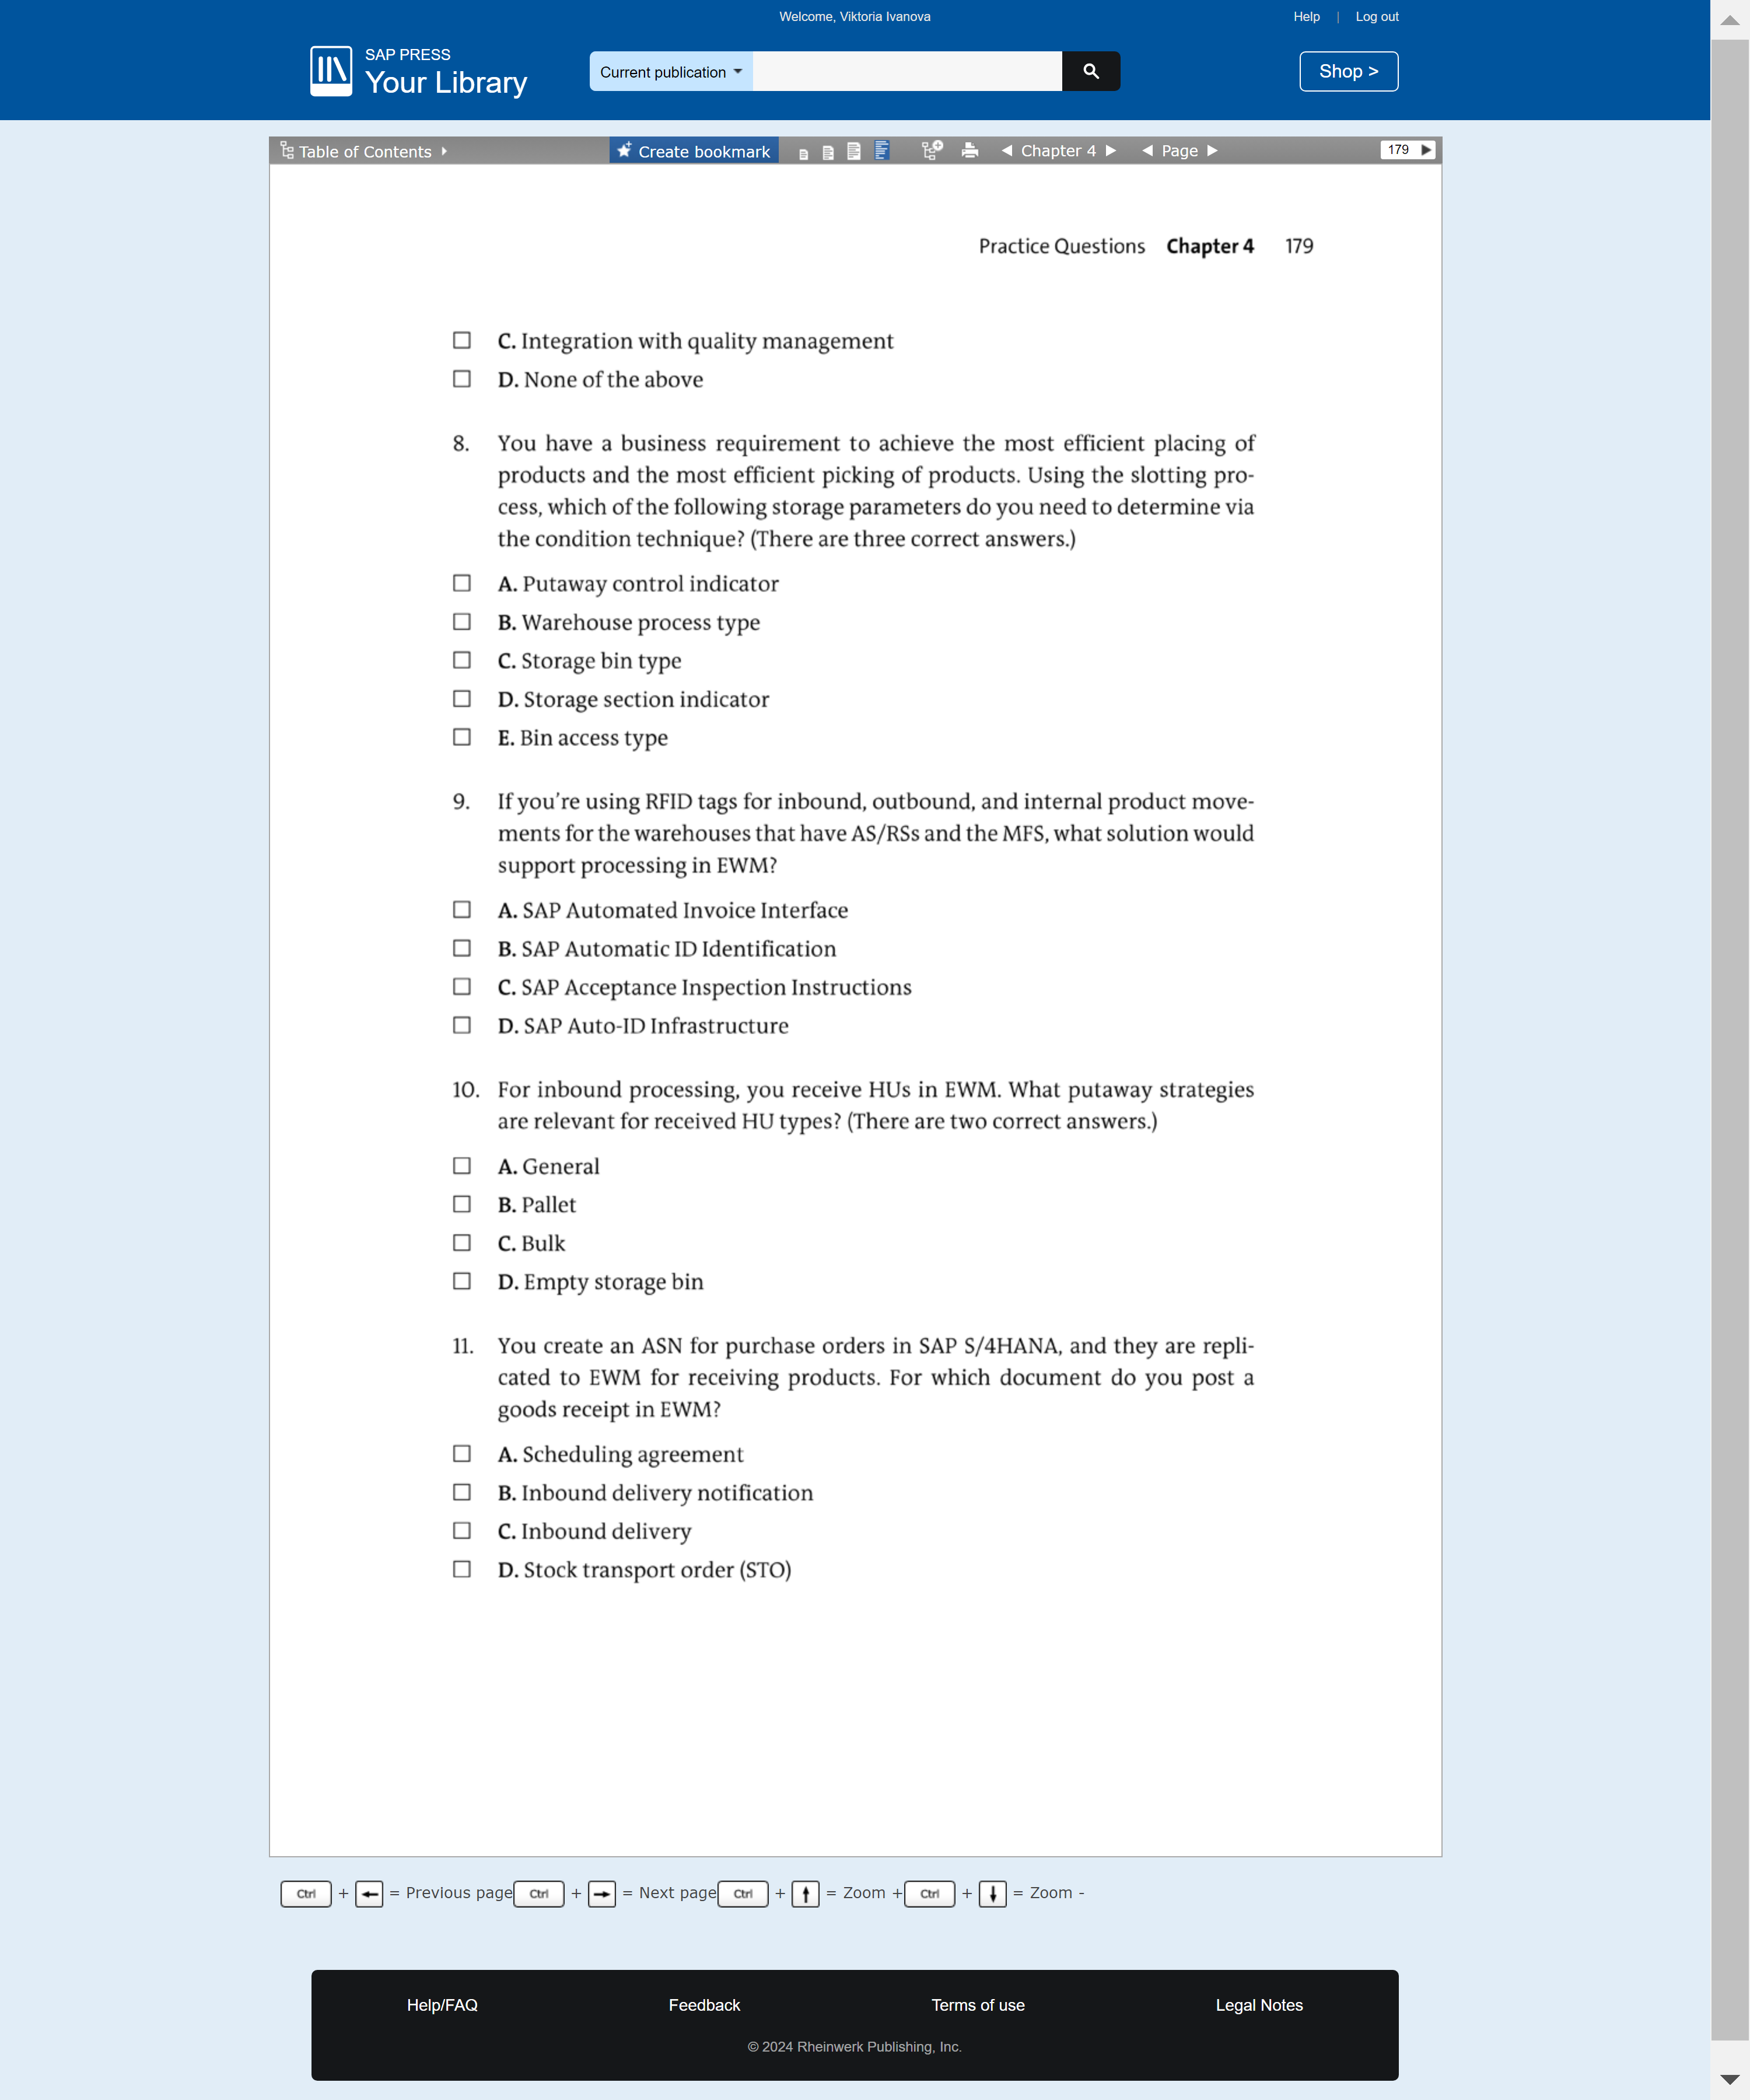 Welcome, Viktoria Ivanova
Help | Log out
SAP PRESS
Your Library
Current publication
Shop >
Table of Contents
Create bookmark
Chapter 4
Page
179
Practice Questions Chapter 4 179
C. Integration with quality management
D. None of the above
8. You have a business requirement to achieve the most efficient placing of
products and the most efficient picking of products. Using the slotting pro-
cess, which of the following storage parameters do you need to determine via
the condition technique? (There are three correct answers.)
A. Putaway control indicator
B. Warehouse process type
C. Storage bin type
D. Storage section indicator
E. Bin access type
9. If you're using RFID tags for inbound, outbound, and internal product move-
ments for the warehouses that have AS/RSs and the MFS, what solution would
support processing in EWM?
A. SAP Automated Invoice Interface
B. SAP Automatic ID Identification
C. SAP Acceptance Inspection Instructions
D. SAP Auto-ID Infrastructure
10. For inbound processing, you receive HUs in EWM. What putaway strategies
are relevant for received HU types? (There are two correct answers.)
A. General
B. Pallet
C. Bulk
D. Empty storage bin
11. You create an ASN for purchase orders in SAP S/4HANA, and they are repli-
cated to EWM for receiving products. For which document do you post a
goods receipt in EWM?
A. Scheduling agreement
B. Inbound delivery notification
C. Inbound delivery
D. Stock transport order (STO)
Ctrl + ← = Previous page Ctrl + → = Next page Ctrl + ↑ = Zoom + Ctrl + ↓ = Zoom -
Help/FAQ
Feedback
Terms of use
Legal Notes
© 2024 Rheinwerk Publishing, Inc.